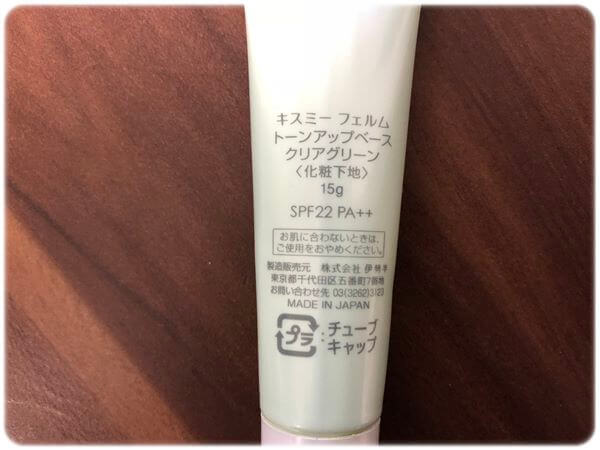 キスミー フェルム
トーンアップベース
クリアグリーン
〈化粧下地〉
15g
SPF22 PA++
お肌に合わないときは、
ご使用をおやめください。
製造販売元 株式会社 伊勢半
東京都千代田区五番町7番地
お問い合わせ先 03(3262)3123
MADE IN JAPAN
プラ
:チューブ
キャップ